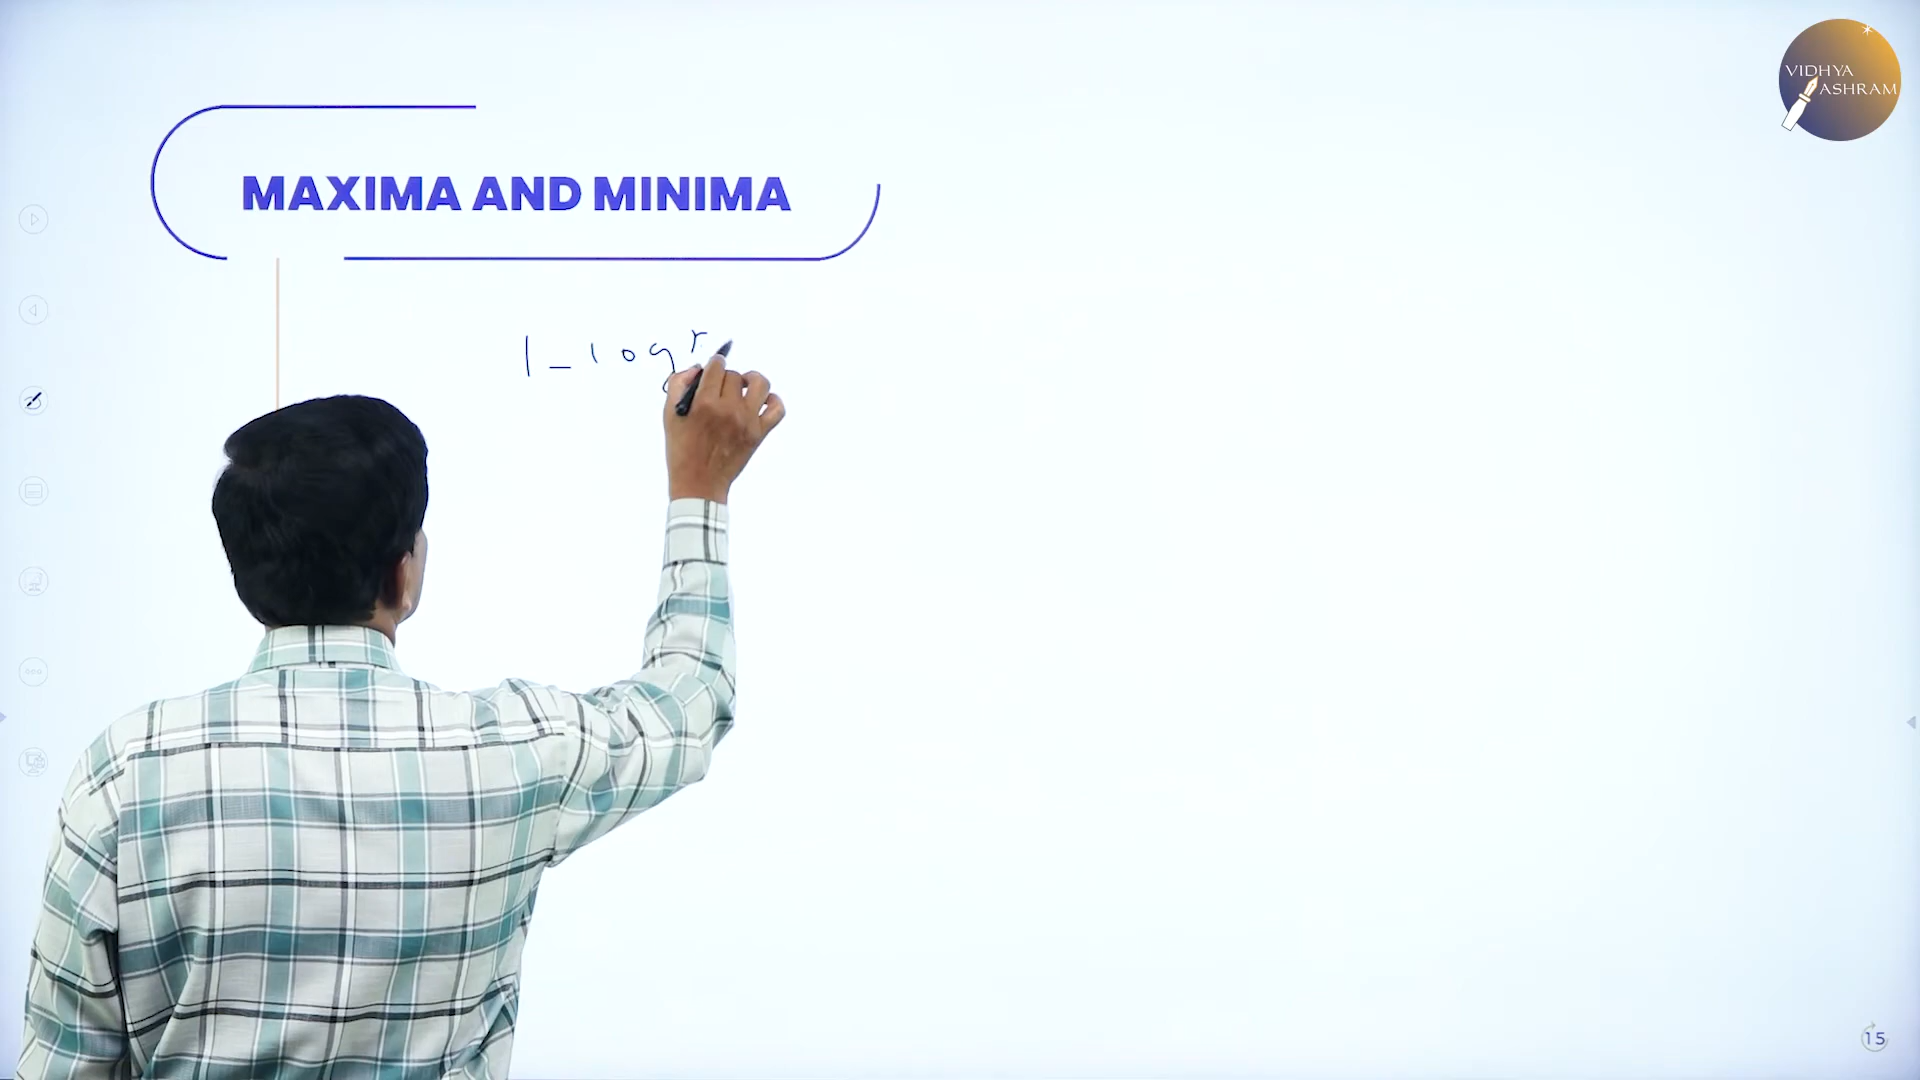 VIDHYA
ASHRAM
MAXIMA AND MINIMA
1 - log
15